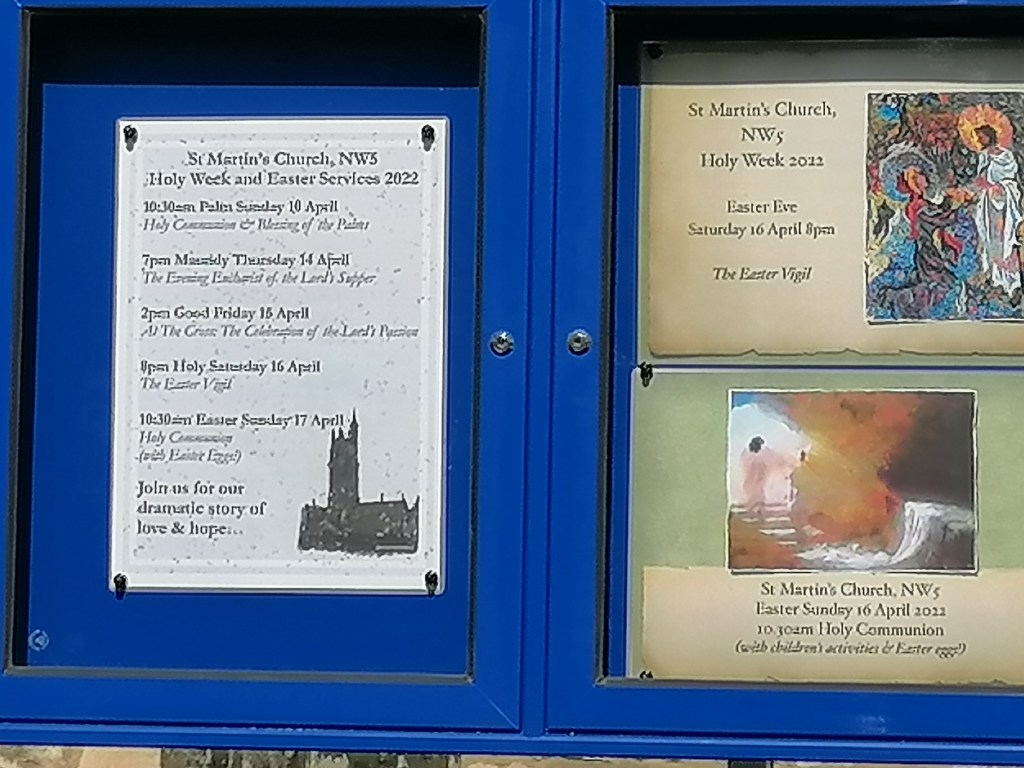 St Martin's Church, NW5
Holy Week and Easter Services 2022
10:30am Palm Sunday 10 April
Holy Communion & Blessing of the Palms
7pm Maundy Thursday 14 April
The Evening Eucharist of the Lord's Supper
2pm Good Friday 15 April
At The Cross: The Celebration of the Lord's Passion
8pm Holy Saturday 16 April
The Easter Vigil
10:30am Easter Sunday 17 April
Holy Communion
(with Easter Eggs!)
Join us for our
dramatic story of
love & hope...
St Martin's Church,
NW5
Holy Week 2022
Easter Eve
Saturday 16 April 8pm
The Easter Vigil
St Martin's Church, NW5
Easter Sunday 16 April 2022
10.30am Holy Communion
(with children's activities & Easter eggs!)